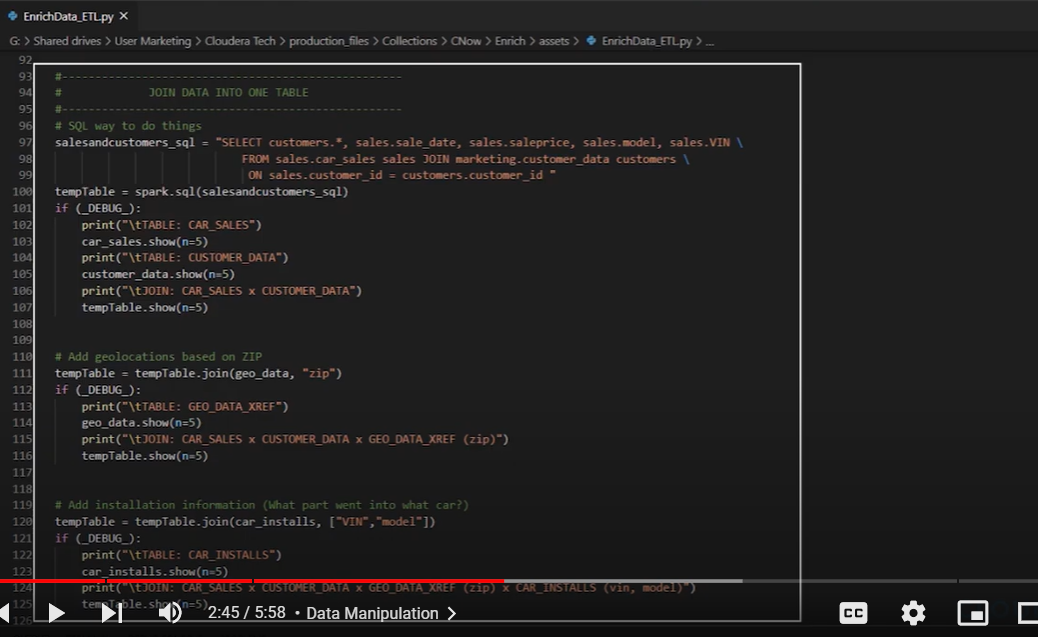 EnrichData_ETL.py ×
G: > Shared drives > User Marketing > Cloudera Tech > production_files > Collections > CNow > Enrich > assets > EnrichData_ETL.py > ...
92
93 #---------------------------------------------------
94 # JOIN DATA INTO ONE TABLE
95 #---------------------------------------------------
96 # SQL way to do things
97 salesandcustomers_sql = "SELECT customers.*, sales.sale_date, sales.saleprice, sales.model, sales.VIN \
98 FROM sales.car_sales sales JOIN marketing.customer_data customers \
99 ON sales.customer_id = customers.customer_id "
100 tempTable = spark.sql(salesandcustomers_sql)
101 if (_DEBUG_):
102 print("\tTABLE: CAR_SALES")
103 car_sales.show(n=5)
104 print("\tTABLE: CUSTOMER_DATA")
105 customer_data.show(n=5)
106 print("\tJOIN: CAR_SALES x CUSTOMER_DATA")
107 tempTable.show(n=5)
108
109
110 # Add geolocations based on ZIP
111 tempTable = tempTable.join(geo_data, "zip")
112 if (_DEBUG_):
113 print("\tTABLE: GEO_DATA_XREF")
114 geo_data.show(n=5)
115 print("\tJOIN: CAR_SALES x CUSTOMER_DATA x GEO_DATA_XREF (zip)")
116 tempTable.show(n=5)
117
118
119 # Add installation information (What part went into what car?)
120 tempTable = tempTable.join(car_installs, ["VIN","model"])
121 if (_DEBUG_):
122 print("\tTABLE: CAR_INSTALLS")
123 car_installs.show(n=5)
124 print("\tJOIN: CAR_SALES x CUSTOMER_DATA x GEO_DATA_XREF (zip) x CAR_INSTALLS (vin, model)")
125 tempTable.show(n=5)
126
2:45 / 5:58 • Data Manipulation >
CC